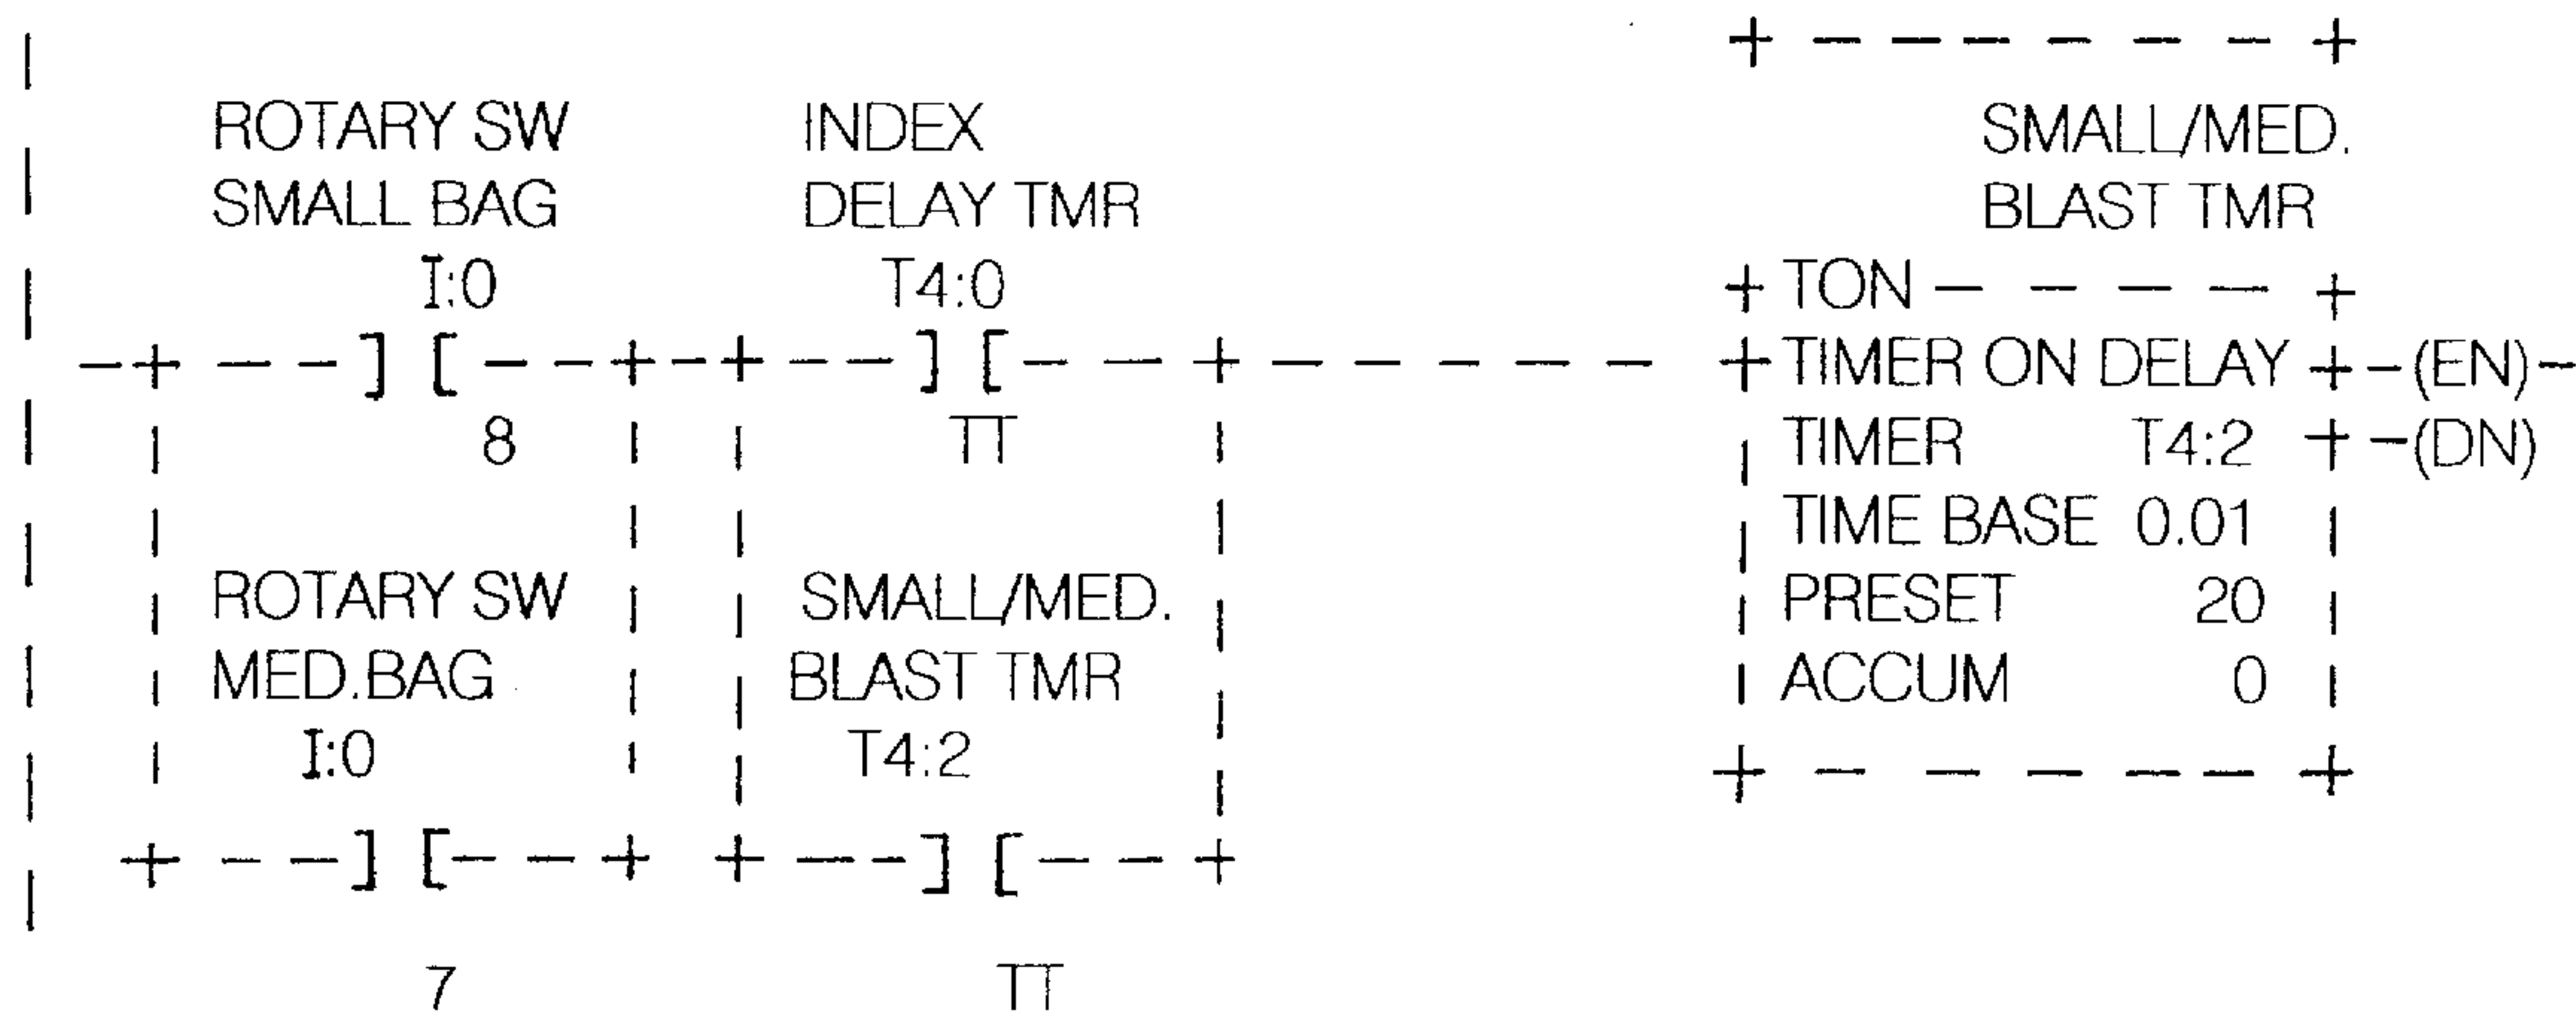 ROTARY SW
SMALL BAG
I:0
] [
8
ROTARY SW
MED.BAG
I:0
] [
7
INDEX
DELAY TMR
T4:0
] [
TT
SMALL/MED.
BLAST TMR
T4:2
] [
TT
SMALL/MED.
BLAST TMR
TON
TIMER ON DELAY (EN)
TIMER T4:2 (DN)
TIME BASE 0.01
PRESET 20
ACCUM 0